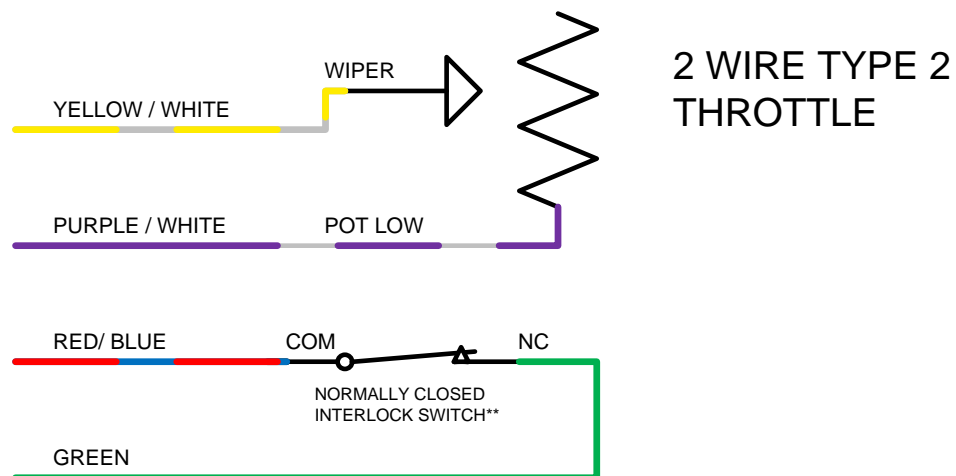 2 WIRE TYPE 2
THROTTLE
WIPER
YELLOW / WHITE
PURPLE / WHITE
POT LOW
RED/ BLUE
COM
NC
NORMALLY CLOSED
INTERLOCK SWITCH**
GREEN